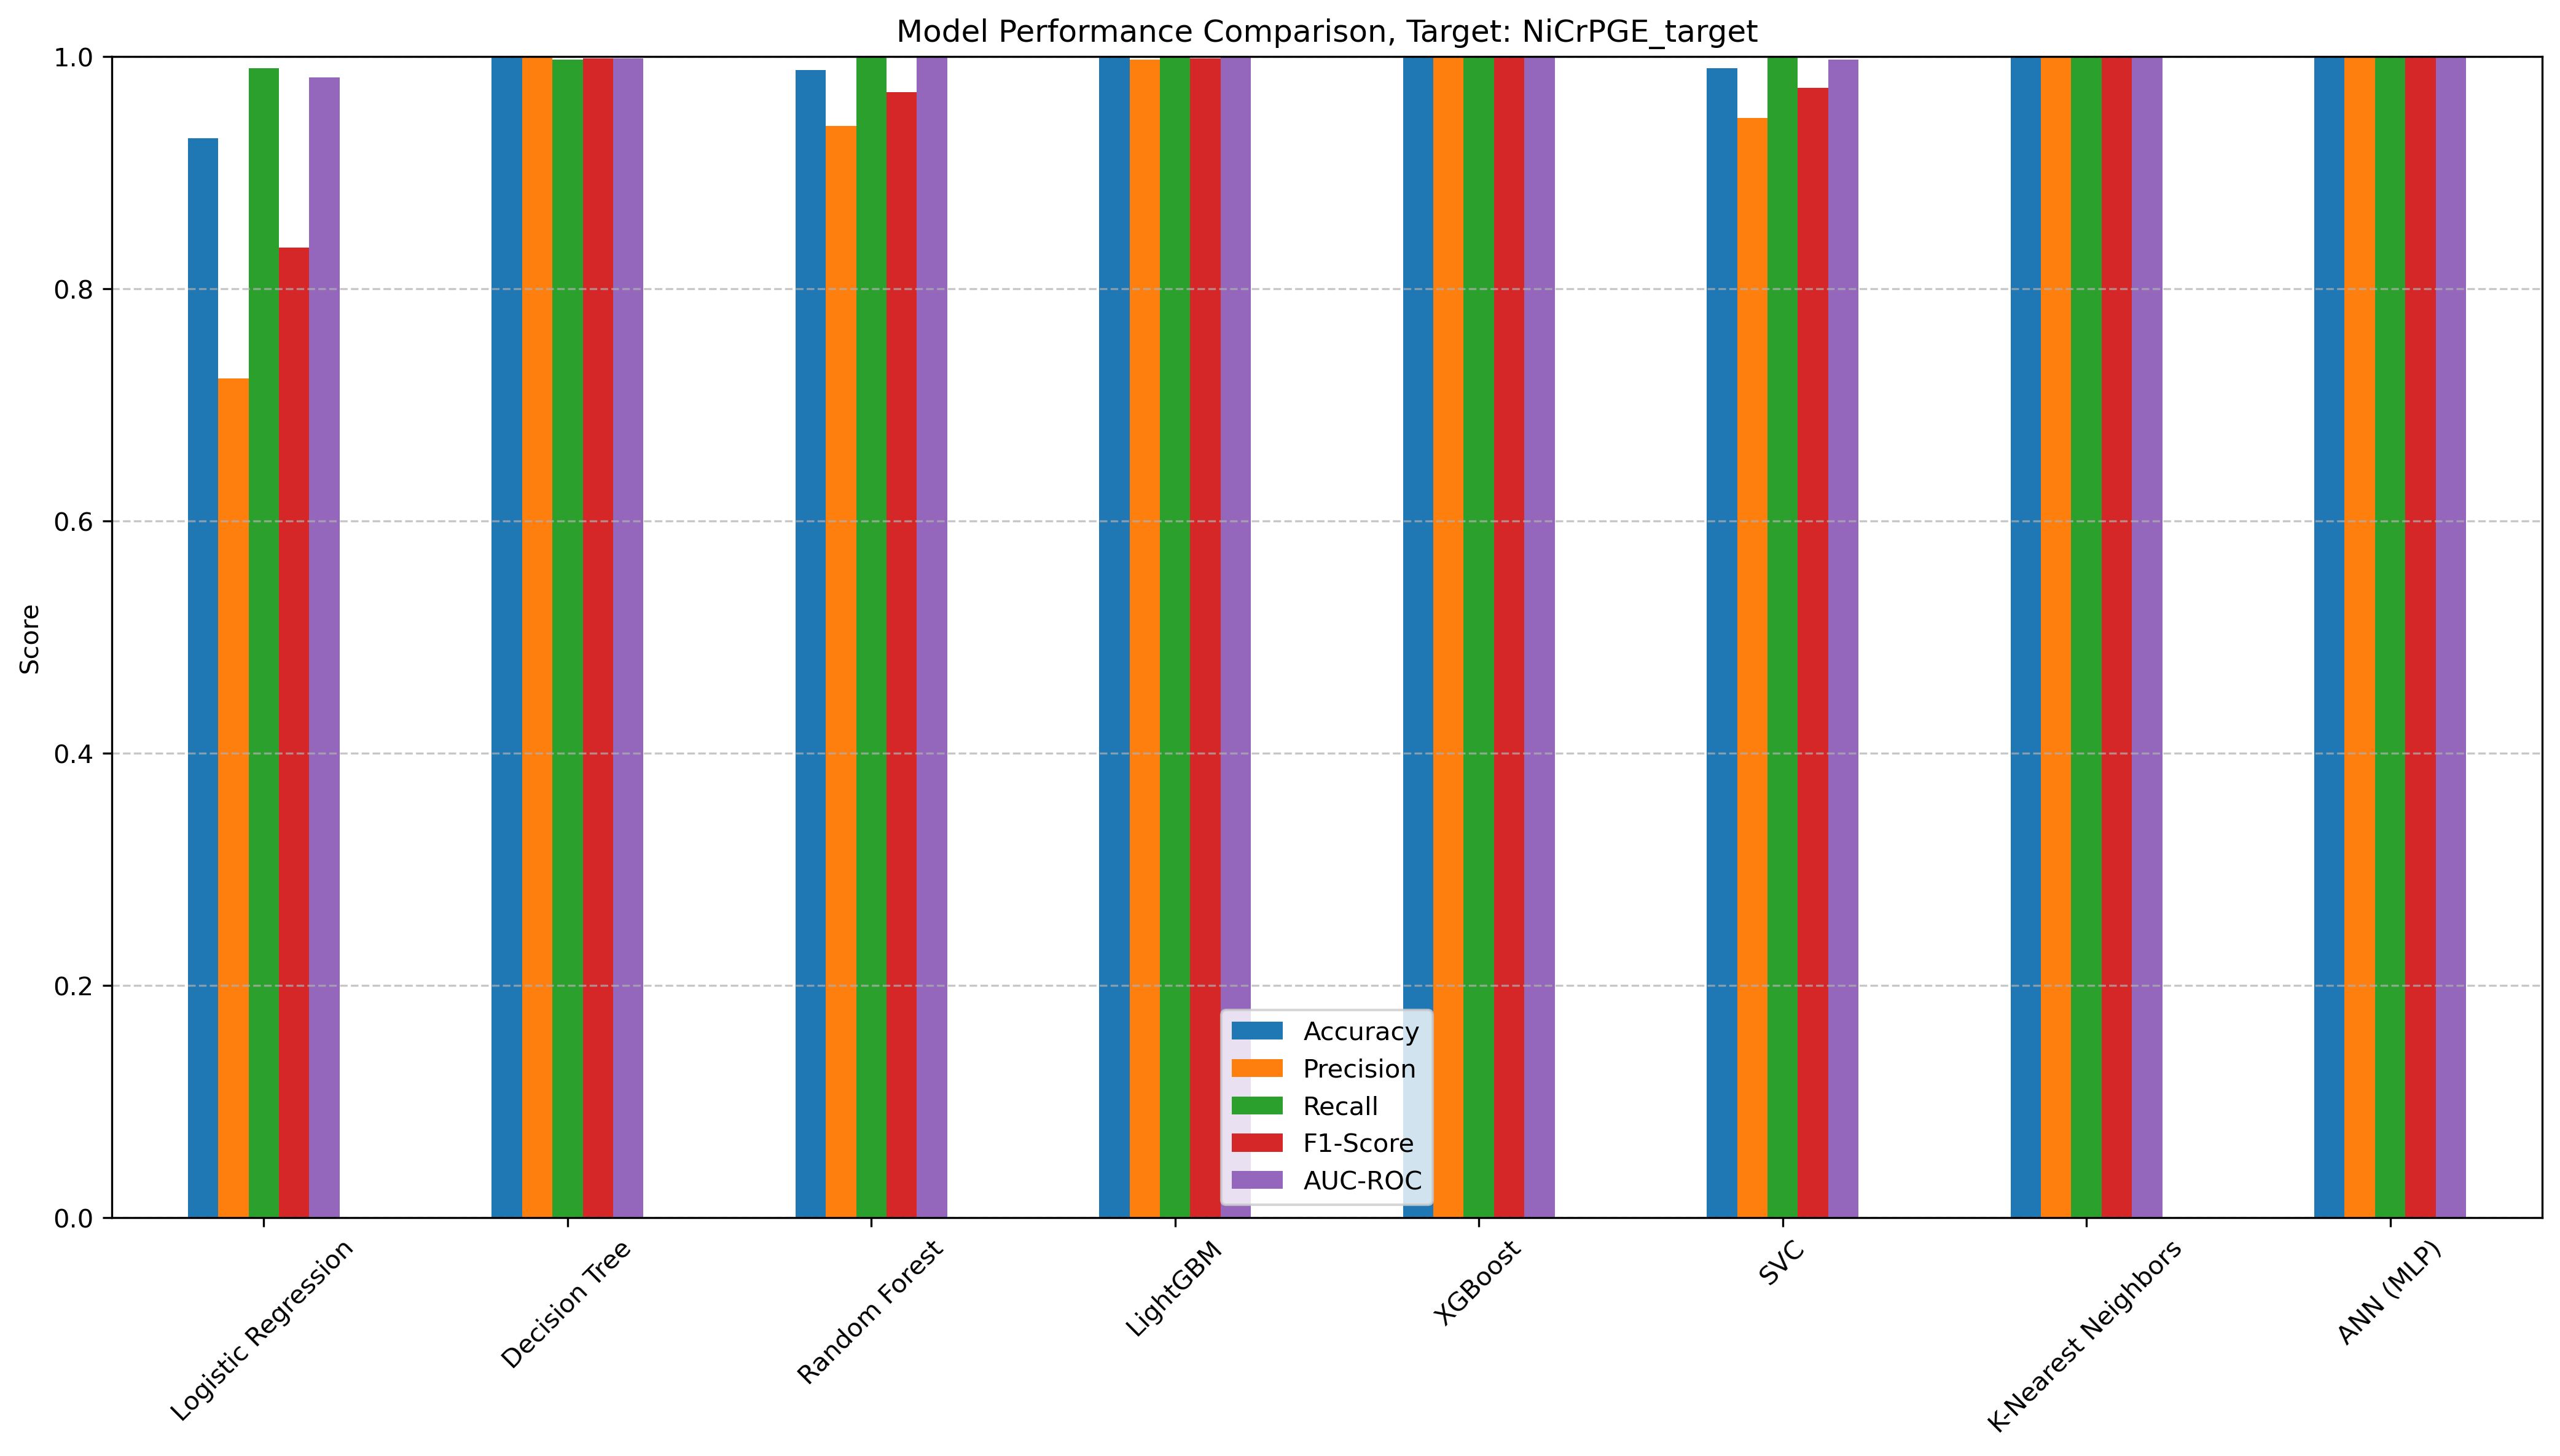 Model Performance Comparison, Target: NiCrPGE_target
1.0
0.8
0.6
0.4
0.2
0.0
Score
Accuracy
Precision
Recall
F1-Score
AUC-ROC
Logistic Regression
Decision Tree
Random Forest
LightGBM
XGBoost
SVC
K-Nearest Neighbors
ANN (MLP)